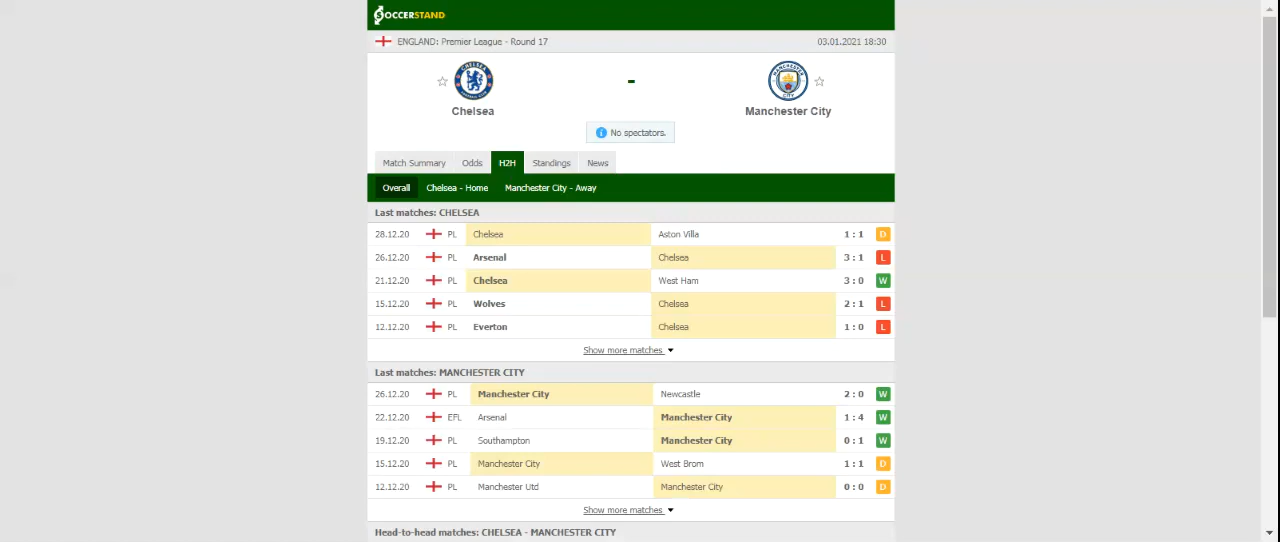 SOCCERSTAND
ENGLAND: Premier League - Round 17 03.01.2021 18:30
-
Chelsea Manchester City
No spectators.
Match Summary Odds H2H Standings News
Overall Chelsea - Home Manchester City - Away
Last matches: CHELSEA
28.12.20 PL Chelsea Aston Villa 1 : 1 D
26.12.20 PL Arsenal Chelsea 3 : 1 L
21.12.20 PL Chelsea West Ham 3 : 0 W
15.12.20 PL Wolves Chelsea 2 : 1 L
12.12.20 PL Everton Chelsea 1 : 0 L
Show more matches
Last matches: MANCHESTER CITY
26.12.20 PL Manchester City Newcastle 2 : 0 W
22.12.20 EFL Arsenal Manchester City 1 : 4 W
19.12.20 PL Southampton Manchester City 0 : 1 W
15.12.20 PL Manchester City West Brom 1 : 1 D
12.12.20 PL Manchester Utd Manchester City 0 : 0 D
Show more matches
Head-to-head matches: CHELSEA - MANCHESTER CITY